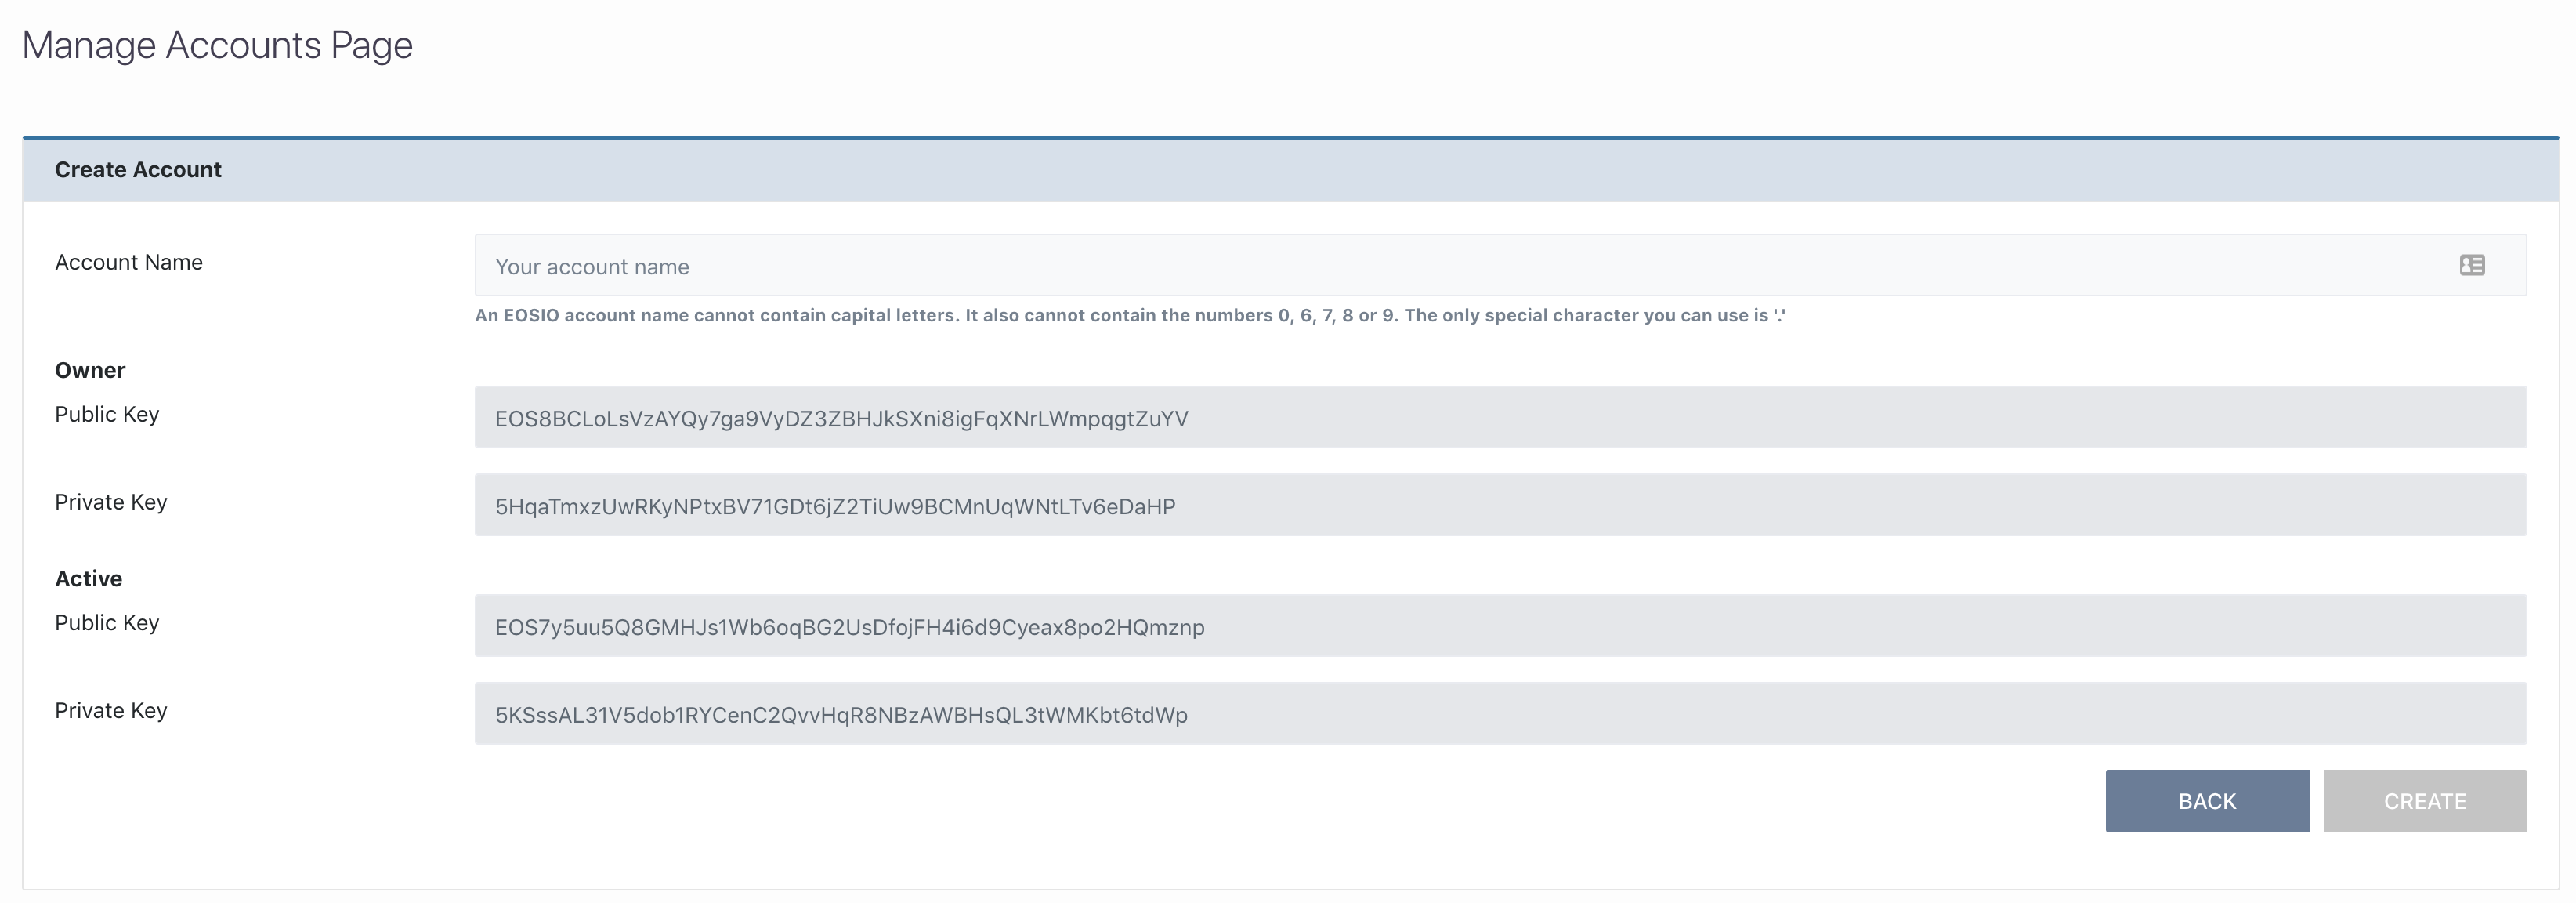 Manage Accounts Page
Create Account
Account Name
Your account name
An EOSIO account name cannot contain capital letters. It also cannot contain the numbers 0, 6, 7, 8 or 9. The only special character you can use is '.'
Owner
Public Key
EOS8BCLoLsVzAYQy7ga9VyDZ3ZBHJkSXni8igFqXNrLWmpqgtZuYV
Private Key
5HqaTmxzUwRKyNPtxBV71GDt6jZ2TiUw9BCMnUqWNtLTv6eDaHP
Active
Public Key
EOS7y5uu5Q8GMHJs1Wb6oqBG2UsDfojFH4i6d9Cyeax8po2HQmznp
Private Key
5KSssAL31V5dob1RYCenC2QvvHqR8NBzAWBHsQL3tWMKbt6tdWp
BACK
CREATE